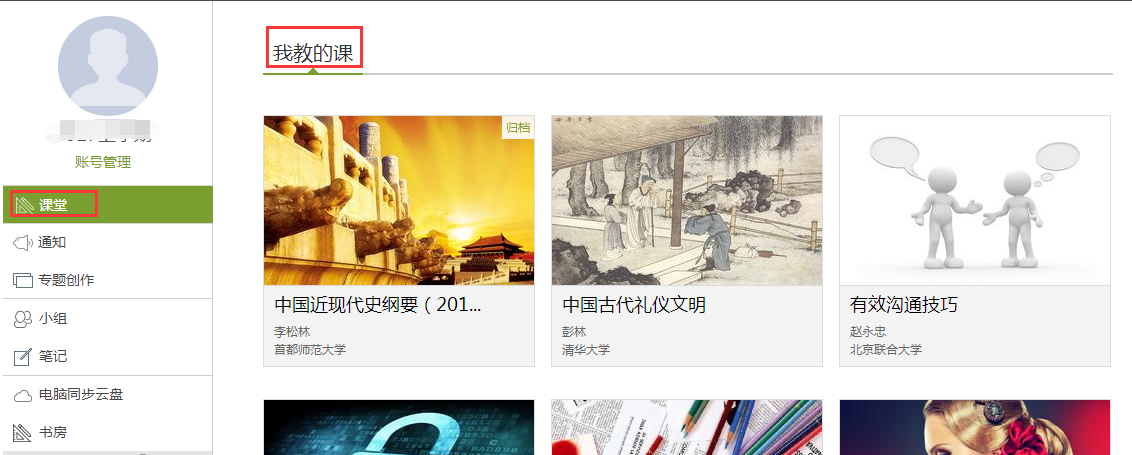 我教的课
账号管理
课堂
通知
专题创作
小组
笔记
电脑同步云盘
书房
归档
中国近现代史纲要（201...
李松林
首都师范大学
中国古代礼仪文明
彭林
清华大学
有效沟通技巧
赵永忠
北京联合大学